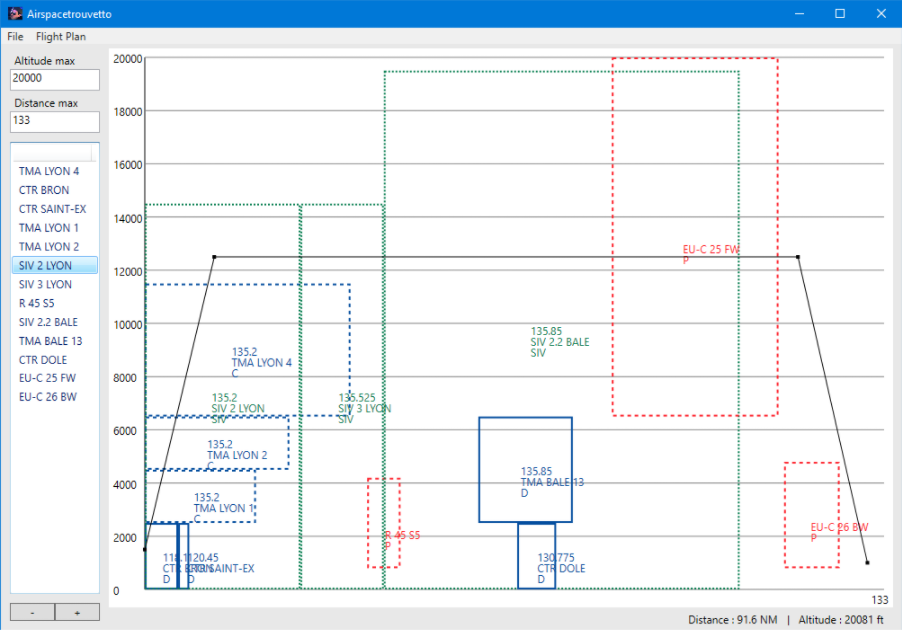 Airspacetrouvetto
File Flight Plan
Altitude max
20000
Distance max
133
TMA LYON 4
CTR BRON
CTR SAINT-EX
TMA LYON 1
TMA LYON 2
SIV 2 LYON
SIV 3 LYON
R 45 S5
SIV 2.2 BALE
TMA BALE 13
CTR DOLE
EU-C 25 FW
EU-C 26 BW
- +
20000
18000
16000
14000
12000
10000
8000
6000
4000
2000
0
EU-C 25 FW
P
135.85
SIV 2.2 BALE
SIV
135.2
TMA LYON 4
C
135.2
SIV 2 LYON
SIV
135.525
SIV 3 LYON
SIV
135.2
TMA LYON 2
C
135.2
TMA LYON 1
C
135.85
TMA BALE 13
D
R 45 S5
P
EU-C 26 BW
P
CTR BRON
D
120.45
CTR SAINT-EX
D
130.775
CTR DOLE
D
133
Distance : 91.6 NM | Altitude : 20081 ft